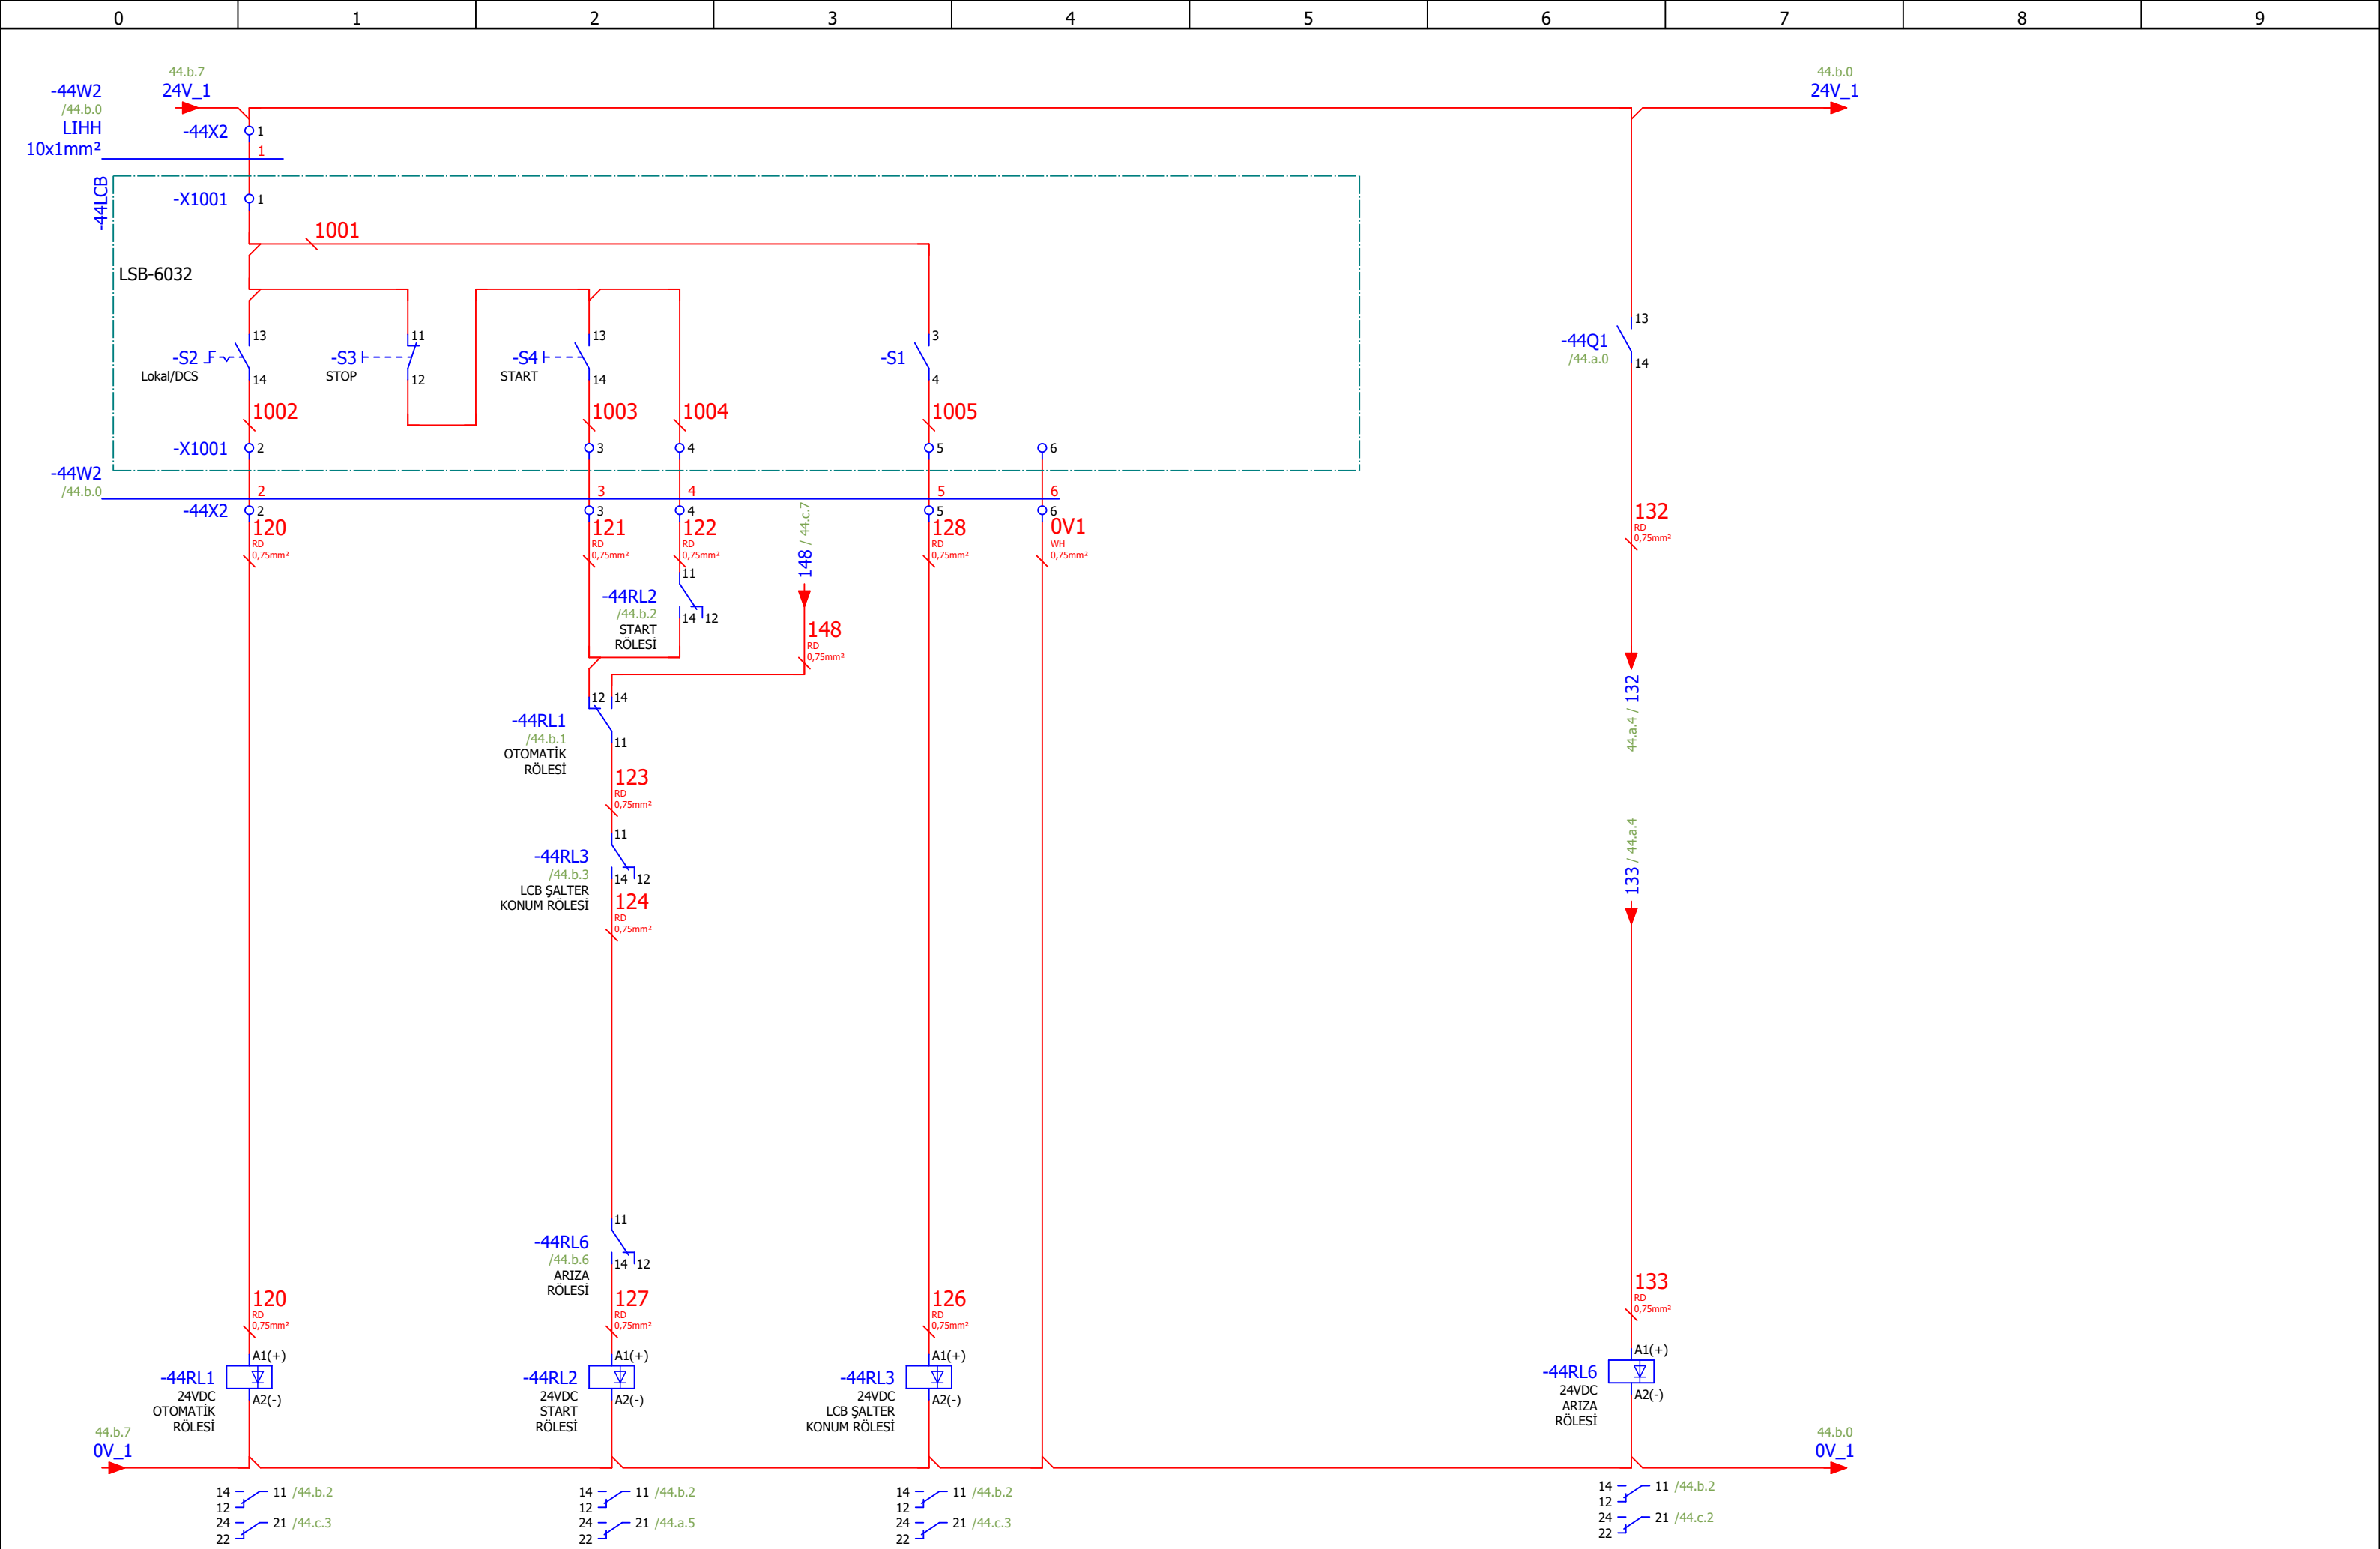 0 1 2 3 4 5 6 7 8 9
44.b.7
24V_1
44.b.0
24V_1
-44W2
/44.b.0
LIHH
10x1mm²
-44X2 1
1
-44LCB
-X1001 1
1001
LSB-6032
13
-S2
Lokal/DCS
14
11
-S3
STOP
12
13
-S4
START
14
3
-S1
4
13
-44Q1
/44.a.0
14
1002
1003
1004
1005
-X1001 2 3 4 5 6
-44W2
/44.b.0
2 3 4 5 6
-44X2 2 3 4 5 6
120
RD
0,75mm²
121
RD
0,75mm²
122
RD
0,75mm²
148 / 44.c.7
128
RD
0,75mm²
0V1
WH
0,75mm²
132
RD
0,75mm²
11
-44RL2
/44.b.2
START
RÖLESİ
14 12
148
RD
0,75mm²
44.a.4 / 132
12 14
-44RL1
/44.b.1
OTOMATİK
RÖLESİ
11
123
RD
0,75mm²
11
-44RL3
/44.b.3
LCB ŞALTER
KONUM RÖLESİ
14 12
124
RD
0,75mm²
133 / 44.a.4
11
-44RL6
/44.b.6
ARIZA
RÖLESİ
14 12
120
RD
0,75mm²
127
RD
0,75mm²
126
RD
0,75mm²
133
RD
0,75mm²
A1(+)
-44RL1
24VDC
OTOMATİK
RÖLESİ
A2(-)
A1(+)
-44RL2
24VDC
START
RÖLESİ
A2(-)
A1(+)
-44RL3
24VDC
LCB ŞALTER
KONUM RÖLESİ
A2(-)
A1(+)
-44RL6
24VDC
ARIZA
RÖLESİ
A2(-)
44.b.7
0V_1
44.b.0
0V_1
14 11 /44.b.2
12
24 21 /44.c.3
22
14 11 /44.b.2
12
24 21 /44.a.5
22
14 11 /44.b.2
12
24 21 /44.c.3
22
14 11 /44.b.2
12
24 21 /44.c.2
22